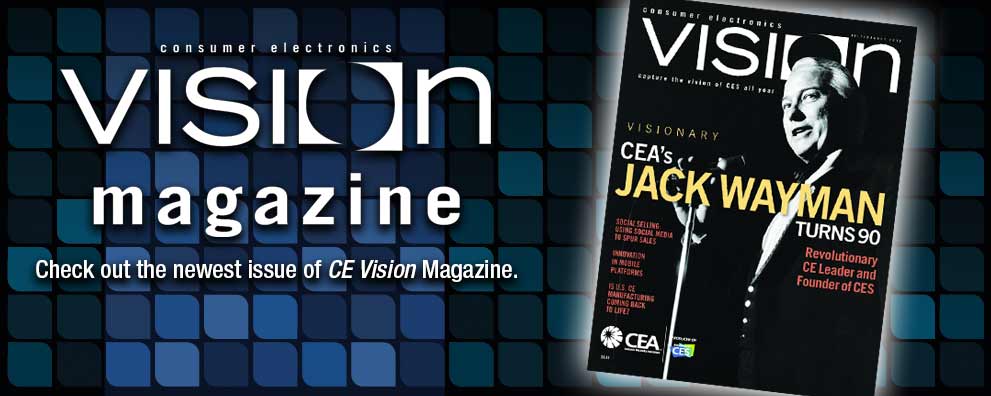 consumer electronics
VISION
magazine
Check out the newest issue of CE Vision Magazine.
consumer electronics
VISION
capture the vision of CES all year
VISIONARY
CEA's
JACK WAYMAN
TURNS 90
Revolutionary
CE Leader and
Founder of CES
SOCIAL SELLING:
USING SOCIAL MEDIA
TO SPUR SALES
INNOVATION
IN MOBILE
PLATFORMS
IS U.S. CE
MANUFACTURING
COMING BACK
TO LIFE?
CEA
PRODUCER OF
CES